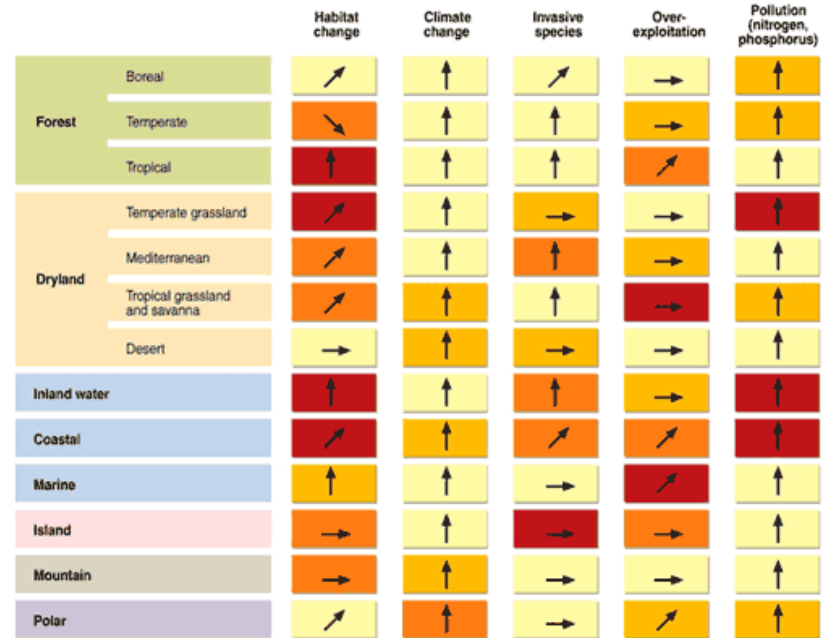 Habitat
change
Climate
change
Invasive
species
Over-
exploitation
Pollution
(nitrogen,
phosphorus)
Forest
Boreal
Temperate
Tropical
Dryland
Temperate grassland
Mediterranean
Tropical grassland
and savanna
Desert
Inland water
Coastal
Marine
Island
Mountain
Polar